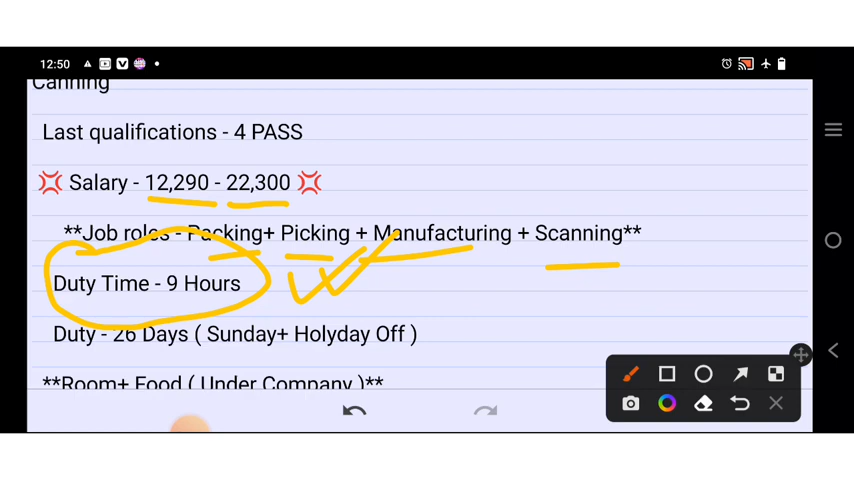 12:50
Canning
Last qualifications - 4 PASS
💢 Salary - 12,290 - 22,300 💢
**Job roles - Packing+ Picking + Manufacturing + Scanning**
Duty Time - 9 Hours
Duty - 26 Days ( Sunday+ Holyday Off )
**Room+ Food ( Under Company )**